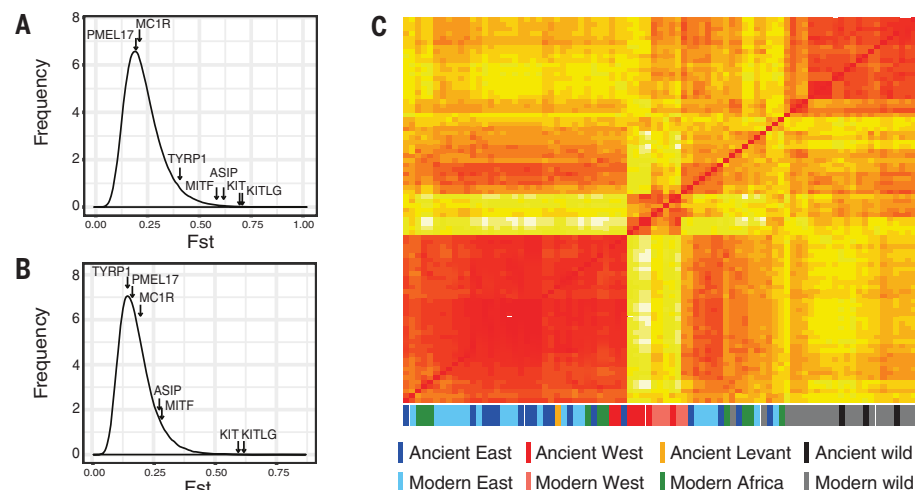 A
8
6
4
2
0
Frequency
MC1R
PMEL17
TYRP1
ASIP
MITF
KIT
KITLG
0.00 0.25 0.50 0.75 1.00
Fst
B
8
6
4
2
0
Frequency
TYRP1
PMEL17
MC1R
ASIP
MITF
KIT KITLG
0.00 0.25 0.50 0.75
Fst
C
Ancient East Ancient West Ancient Levant Ancient wild
Modern East Modern West Modern Africa Modern wild